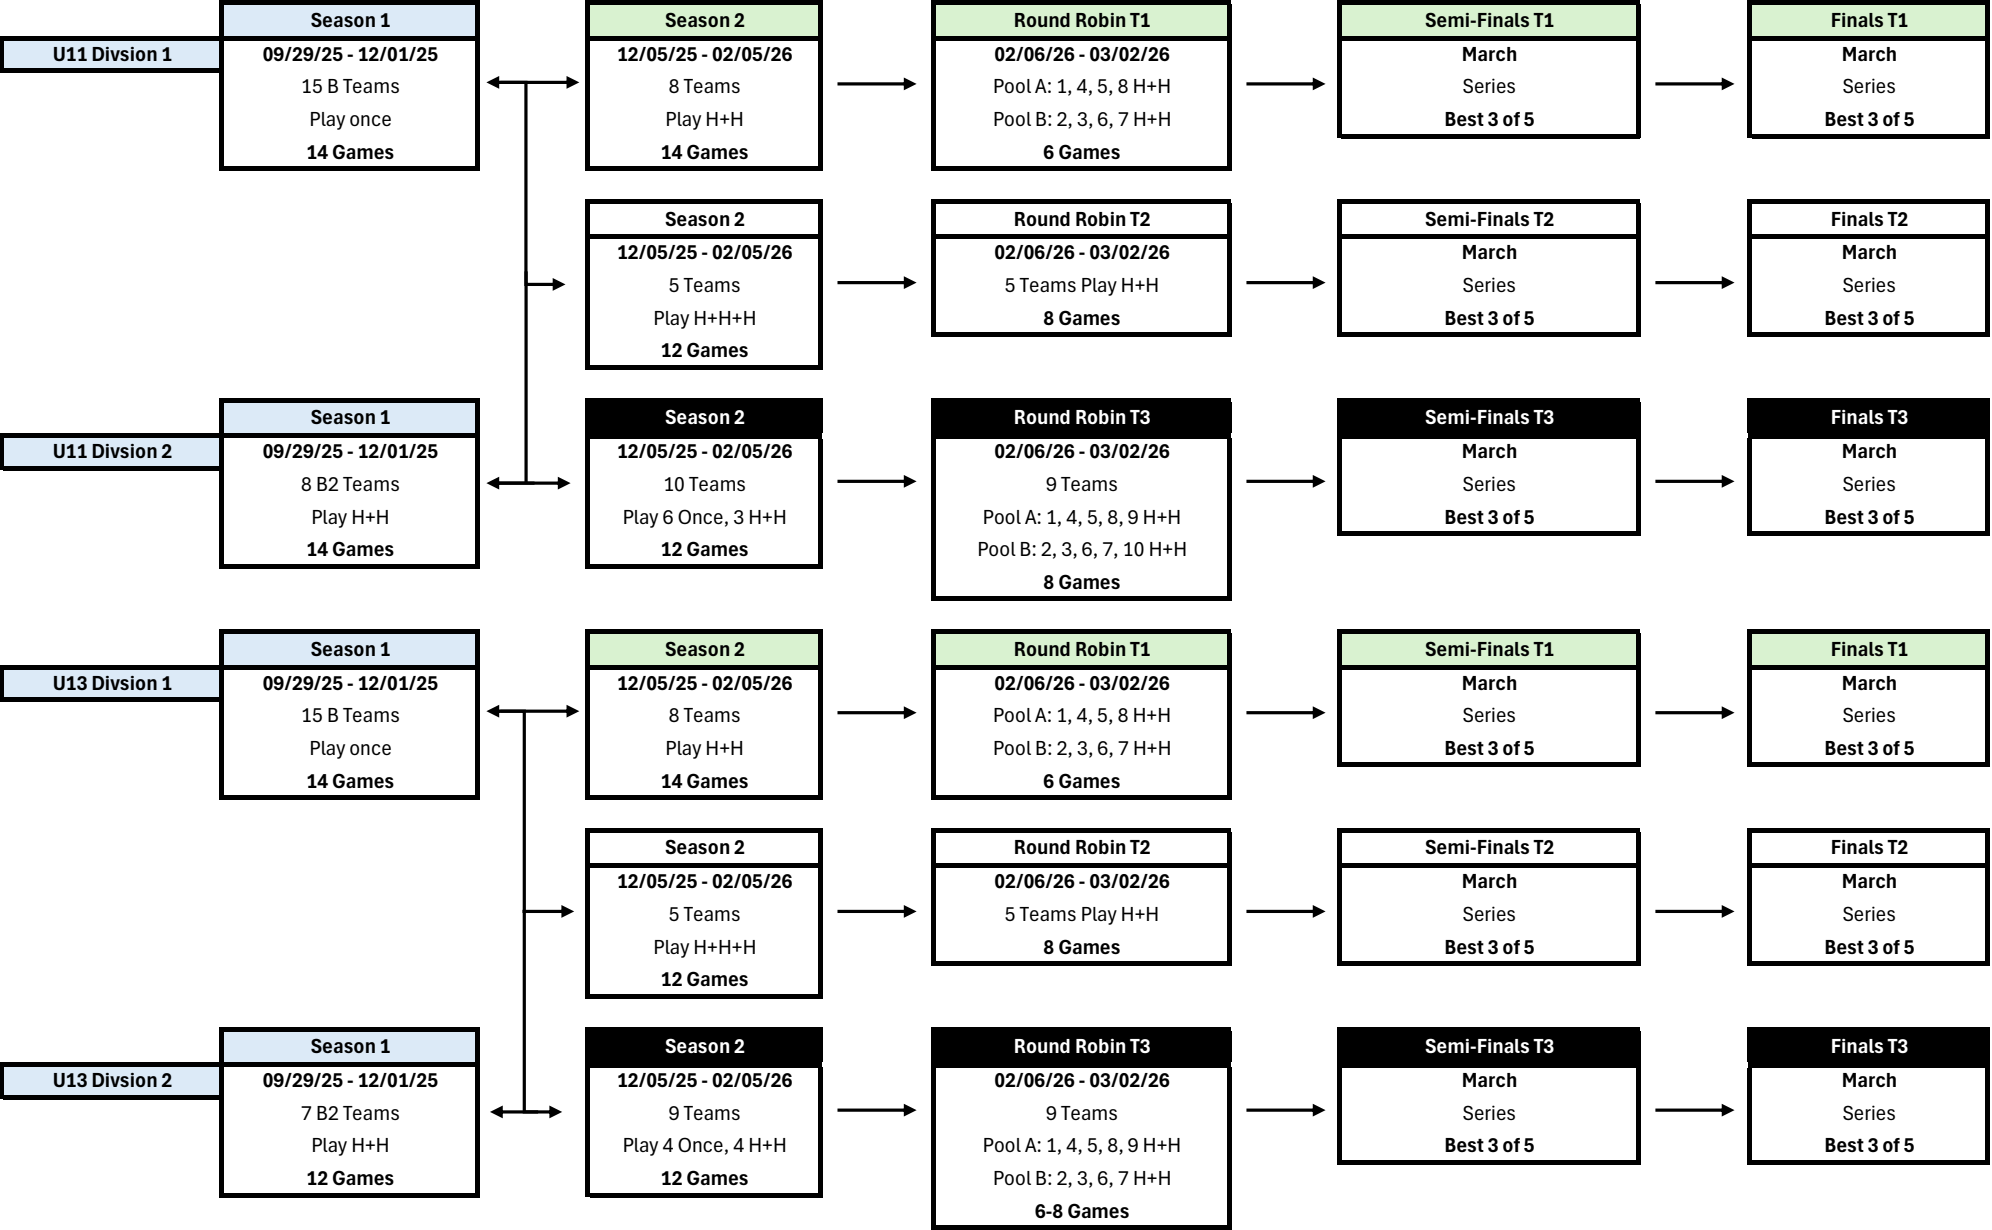 U11 Divsion 1
Season 1
09/29/25 - 12/01/25
15 B Teams
Play once
14 Games
Season 2
12/05/25 - 02/05/26
8 Teams
Play H+H
14 Games
Round Robin T1
02/06/26 - 03/02/26
Pool A: 1, 4, 5, 8 H+H
Pool B: 2, 3, 6, 7 H+H
6 Games
Semi-Finals T1
March
Series
Best 3 of 5
Finals T1
March
Series
Best 3 of 5
Season 2
12/05/25 - 02/05/26
5 Teams
Play H+H+H
12 Games
Round Robin T2
02/06/26 - 03/02/26
5 Teams Play H+H
8 Games
Semi-Finals T2
March
Series
Best 3 of 5
Finals T2
March
Series
Best 3 of 5
U11 Divsion 2
Season 1
09/29/25 - 12/01/25
8 B2 Teams
Play H+H
14 Games
Season 2
12/05/25 - 02/05/26
10 Teams
Play 6 Once, 3 H+H
12 Games
Round Robin T3
02/06/26 - 03/02/26
9 Teams
Pool A: 1, 4, 5, 8, 9 H+H
Pool B: 2, 3, 6, 7, 10 H+H
8 Games
Semi-Finals T3
March
Series
Best 3 of 5
Finals T3
March
Series
Best 3 of 5
U13 Divsion 1
Season 1
09/29/25 - 12/01/25
15 B Teams
Play once
14 Games
Season 2
12/05/25 - 02/05/26
8 Teams
Play H+H
14 Games
Round Robin T1
02/06/26 - 03/02/26
Pool A: 1, 4, 5, 8 H+H
Pool B: 2, 3, 6, 7 H+H
6 Games
Semi-Finals T1
March
Series
Best 3 of 5
Finals T1
March
Series
Best 3 of 5
Season 2
12/05/25 - 02/05/26
5 Teams
Play H+H+H
12 Games
Round Robin T2
02/06/26 - 03/02/26
5 Teams Play H+H
8 Games
Semi-Finals T2
March
Series
Best 3 of 5
Finals T2
March
Series
Best 3 of 5
U13 Divsion 2
Season 1
09/29/25 - 12/01/25
7 B2 Teams
Play H+H
12 Games
Season 2
12/05/25 - 02/05/26
9 Teams
Play 4 Once, 4 H+H
12 Games
Round Robin T3
02/06/26 - 03/02/26
9 Teams
Pool A: 1, 4, 5, 8, 9 H+H
Pool B: 2, 3, 6, 7 H+H
6-8 Games
Semi-Finals T3
March
Series
Best 3 of 5
Finals T3
March
Series
Best 3 of 5